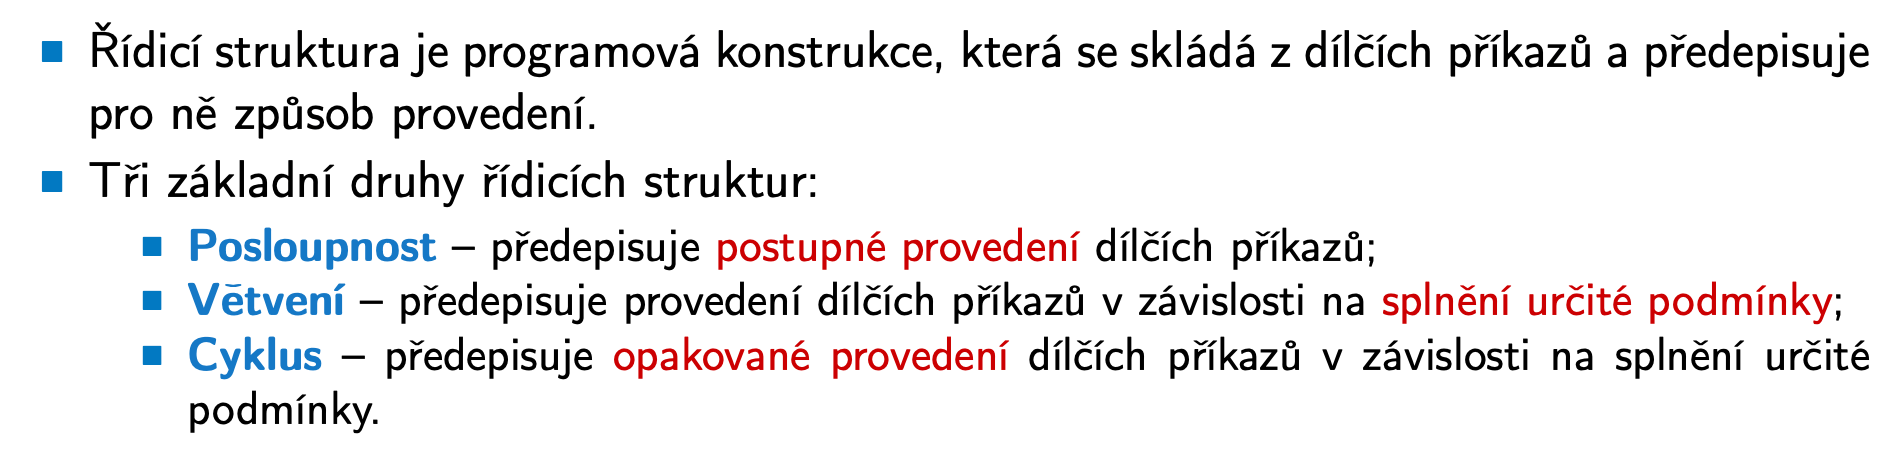 Řídicí struktura je programová konstrukce, která se skládá z dílčích příkazů a předepisuje
pro ně způsob provedení.
Tři základní druhy řídicích struktur:
Posloupnost – předepisuje postupné provedení dílčích příkazů;
Větvení – předepisuje provedení dílčích příkazů v závislosti na splnění určité podmínky;
Cyklus – předepisuje opakované provedení dílčích příkazů v závislosti na splnění určité
podmínky.